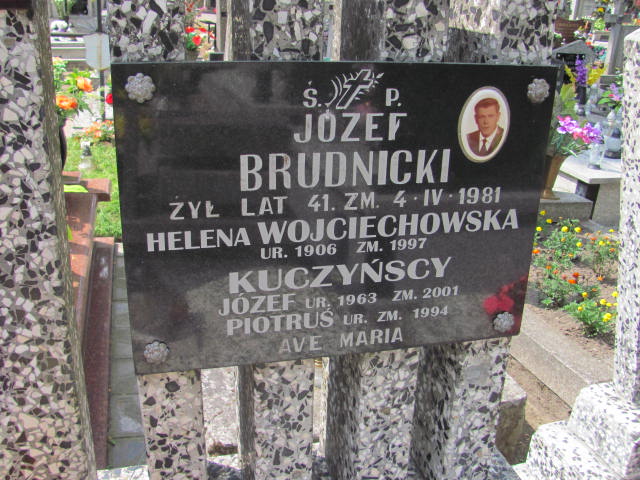 Ś. P.
JÓZEF
BRUDNICKI
ŻYŁ LAT 41. ZM. 4·IV·1981
HELENA WOJCIECHOWSKA
UR. 1906 ZM. 1997
KUCZYŃSCY
JÓZEF UR. 1963 ZM. 2001
PIOTRUŚ UR. ZM. 1994
AVE MARIA